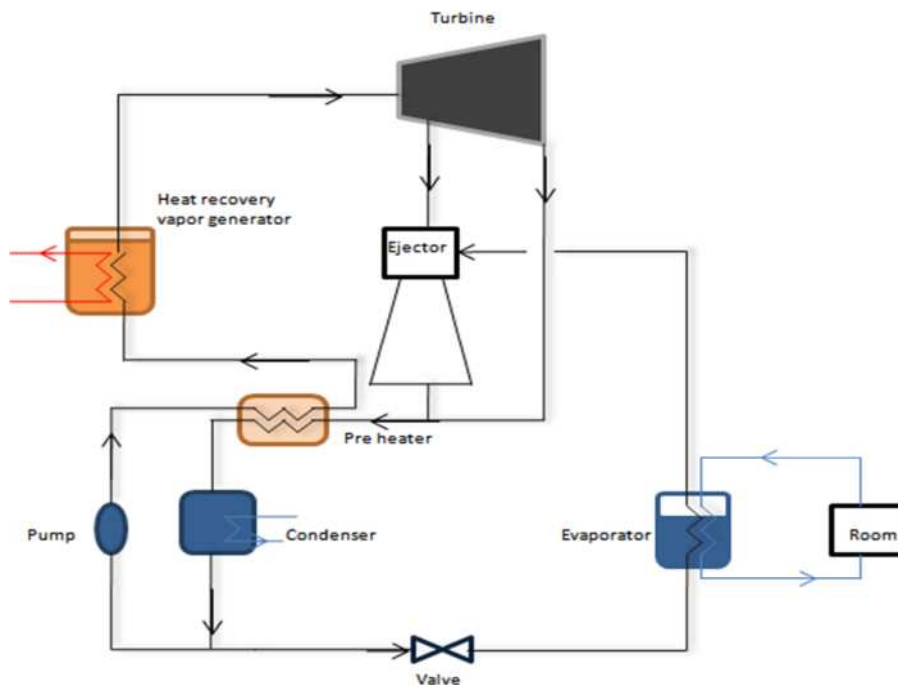 Turbine
Heat recovery
vapor generator
Ejector
Pre heater
Pump
Condenser
Evaporator
Room
Valve